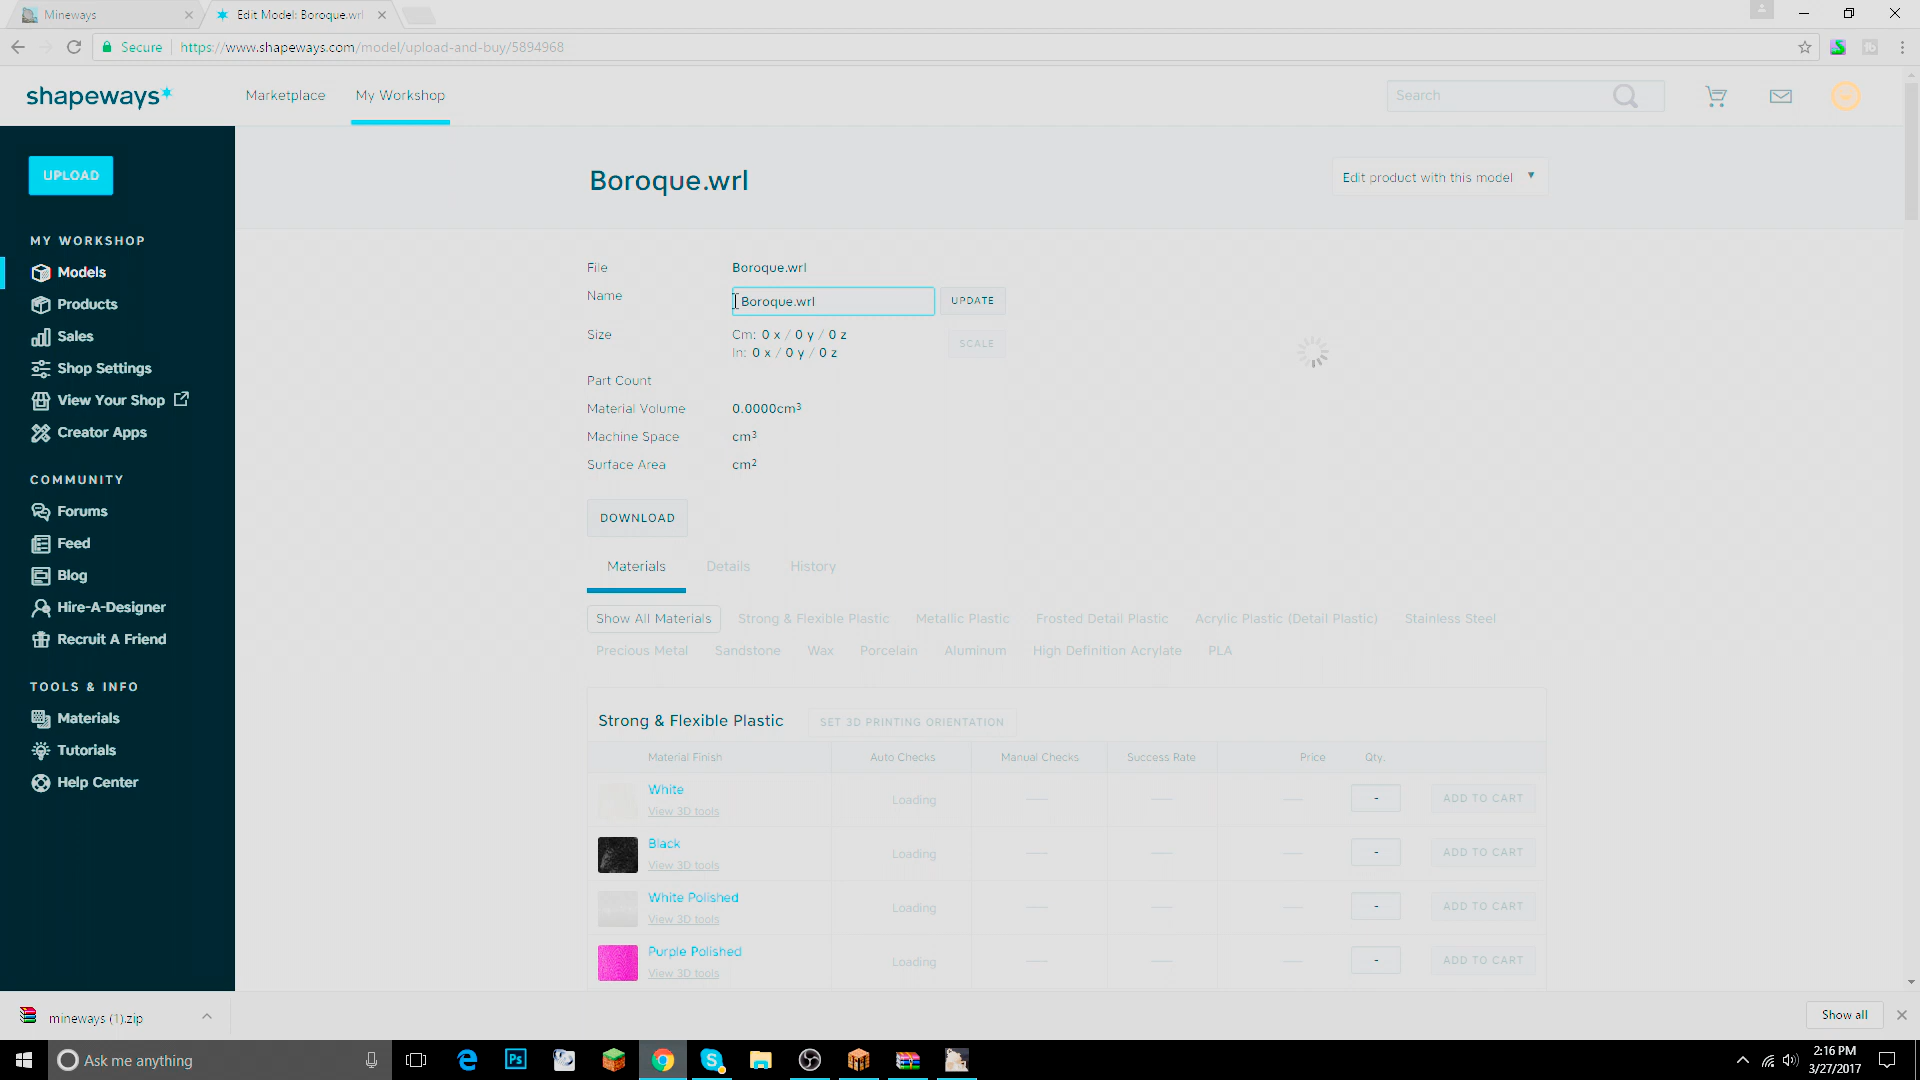 Mineways
Edit Model: Boroque.wrl
Secure https://www.shapeways.com/model/upload-and-buy/5894968
shapeways*
Marketplace
My Workshop
Search
UPLOAD
MY WORKSHOP
Models
Products
Sales
Shop Settings
View Your Shop
Creator Apps
COMMUNITY
Forums
Feed
Blog
Hire-A-Designer
Recruit A Friend
TOOLS & INFO
Materials
Tutorials
Help Center
Boroque.wrl
Edit product with this model
File Boroque.wrl
Name Boroque.wrl UPDATE
Size Cm: 0 x / 0 y / 0 z SCALE
In: 0 x / 0 y / 0 z
Part Count
Material Volume 0.0000cm³
Machine Space cm³
Surface Area cm²
DOWNLOAD
Materials Details History
Show All Materials Strong & Flexible Plastic Metallic Plastic Frosted Detail Plastic Acrylic Plastic (Detail Plastic) Stainless Steel
Precious Metal Sandstone Wax Porcelain Aluminum High Definition Acrylate PLA
Strong & Flexible Plastic SET 3D PRINTING ORIENTATION
Material Finish Auto Checks Manual Checks Success Rate Price Qty.
White Loading - ADD TO CART
View 3D tools
Black Loading - ADD TO CART
View 3D tools
White Polished Loading - ADD TO CART
View 3D tools
Purple Polished Loading - ADD TO CART
View 3D tools
mineways (1).zip
Show all
Ask me anything
2:16 PM
3/27/2017